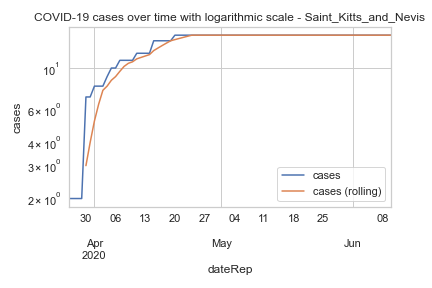 COVID-19 cases over time with logarithmic scale - Saint_Kitts_and_Nevis
10¹
6 × 10⁰
4 × 10⁰
3 × 10⁰
2 × 10⁰
cases
cases
cases (rolling)
30 06 13 20 27 04 11 18 25 08
Apr May Jun
2020
dateRep